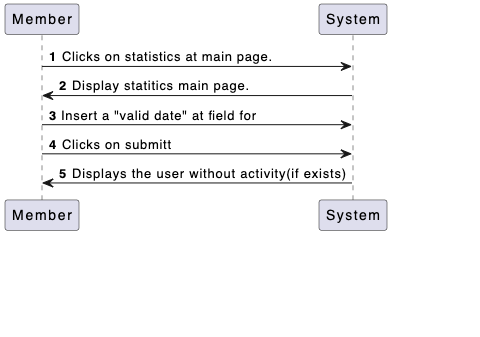 Member System
1 Clicks on statistics at main page.
2 Display statitics main page.
3 Insert a "valid date" at field for
4 Clicks on submitt
5 Displays the user without activity(if exists)
Member System